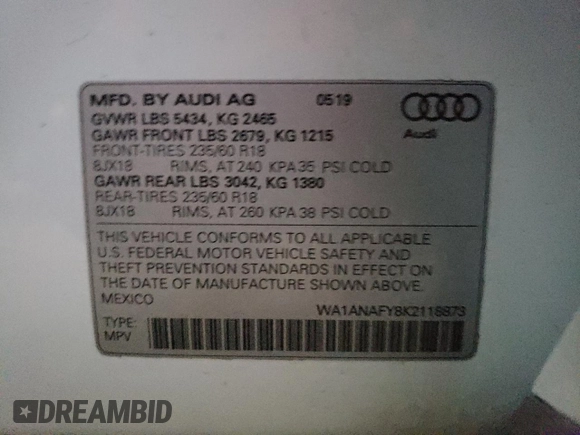 MFD. BY AUDI AG 0519
GVWR LBS 5434, KG 2465
GAWR FRONT LBS 2679, KG 1215
FRONT-TIRES 235/60 R18
8JX18 RIMS, AT 240 KPA 35 PSI COLD
GAWR REAR LBS 3042, KG 1380
REAR-TIRES 235/60 R18
8JX18 RIMS, AT 260 KPA 38 PSI COLD
Audi
THIS VEHICLE CONFORMS TO ALL APPLICABLE
U.S. FEDERAL MOTOR VEHICLE SAFETY AND
THEFT PREVENTION STANDARDS IN EFFECT ON
THE DATE OF MANUFACTURE SHOWN ABOVE.
MEXICO
WA1ANAFY8K2118873
TYPE:
MPV
DREAMBID